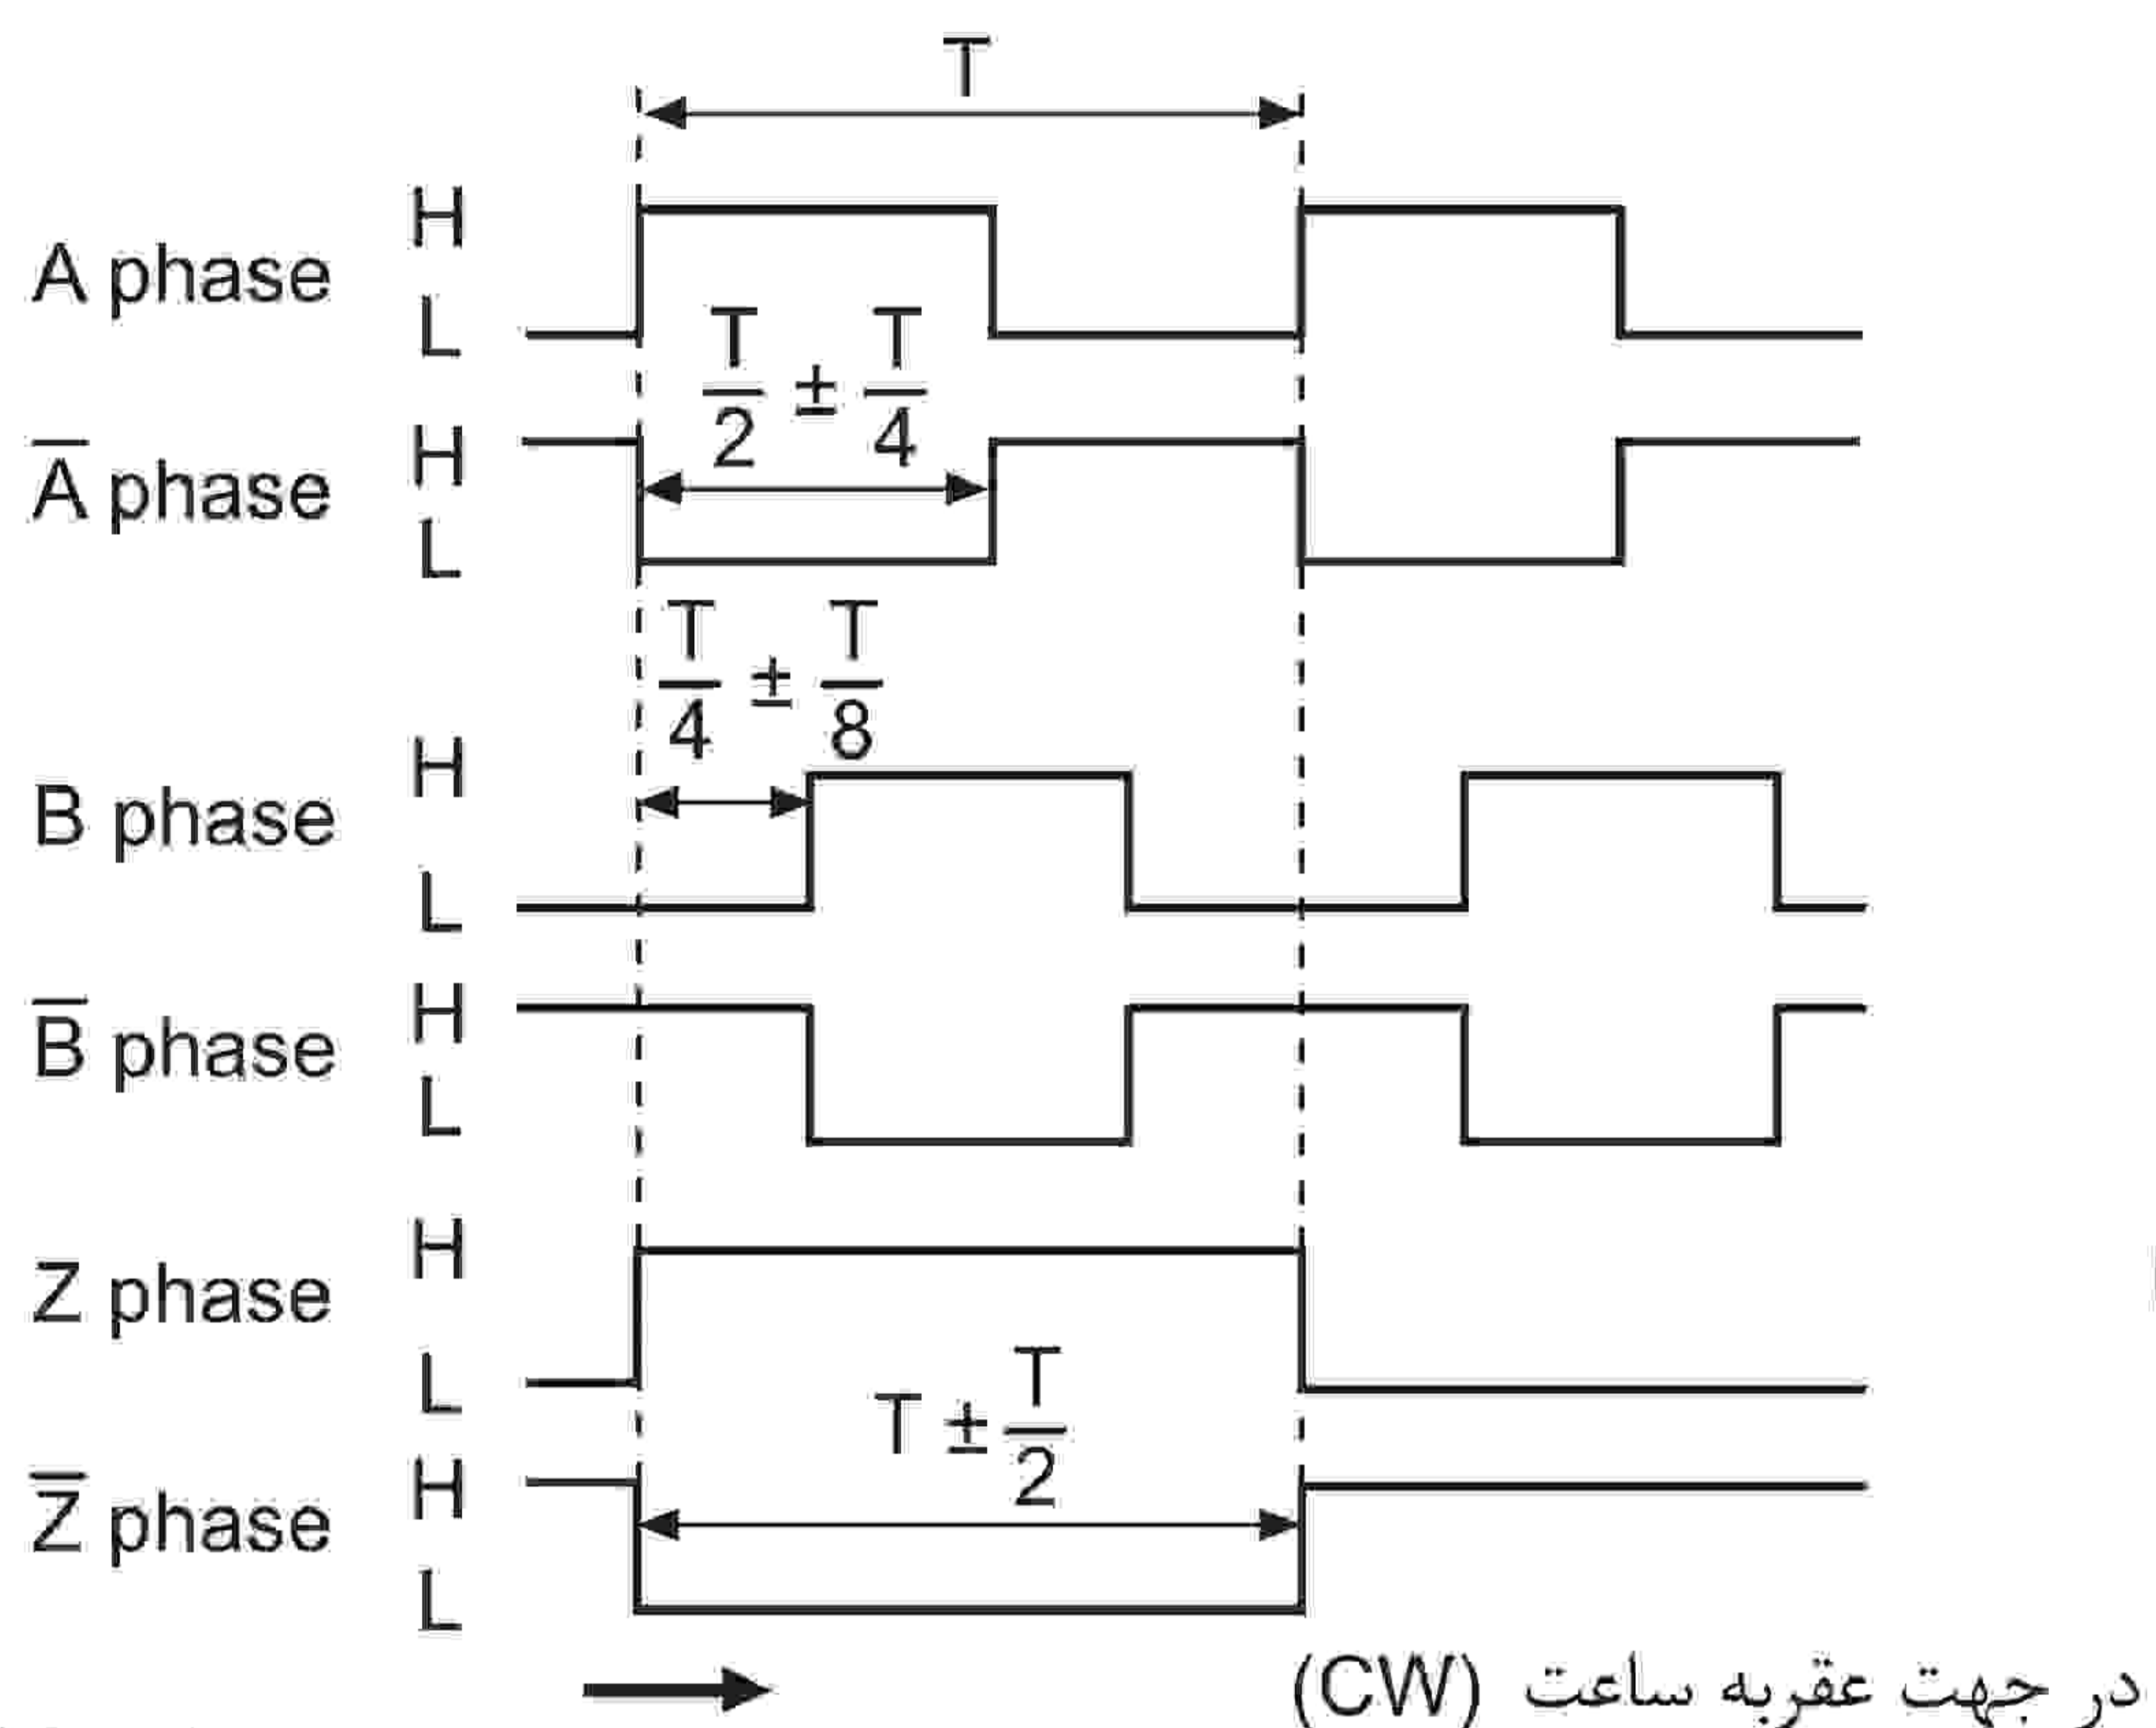 T
H
A phase
L
T/2 ± T/4
H
A̅ phase
L
T/4 ± T/8
H
B phase
L
H
B̅ phase
L
H
Z phase
L
T ± T/2
H
Z̅ phase
L
در جهت عقربه ساعت (CW)